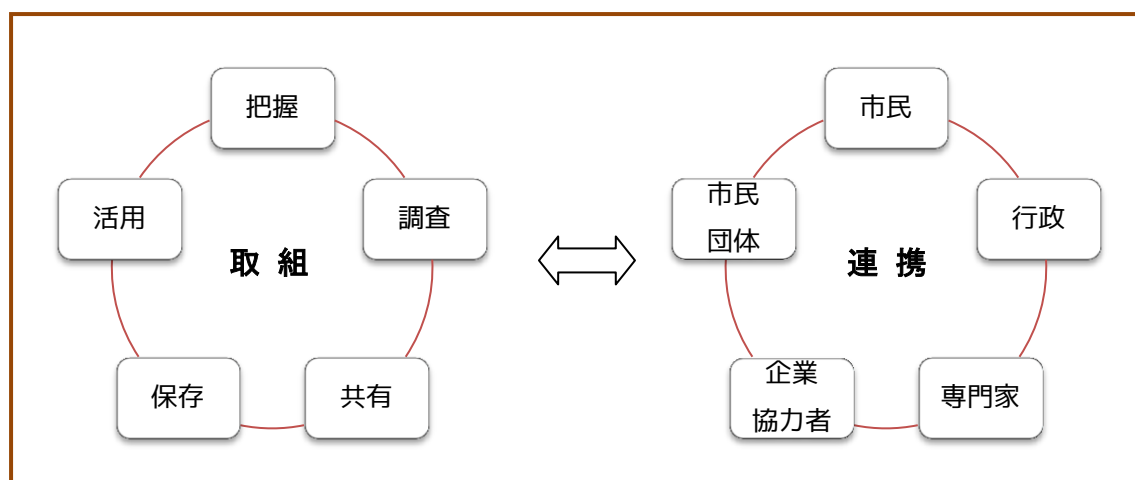 把握
調査
共有
保存
活用
取 組
市民
行政
専門家
企業
協力者
市民
団体
連 携